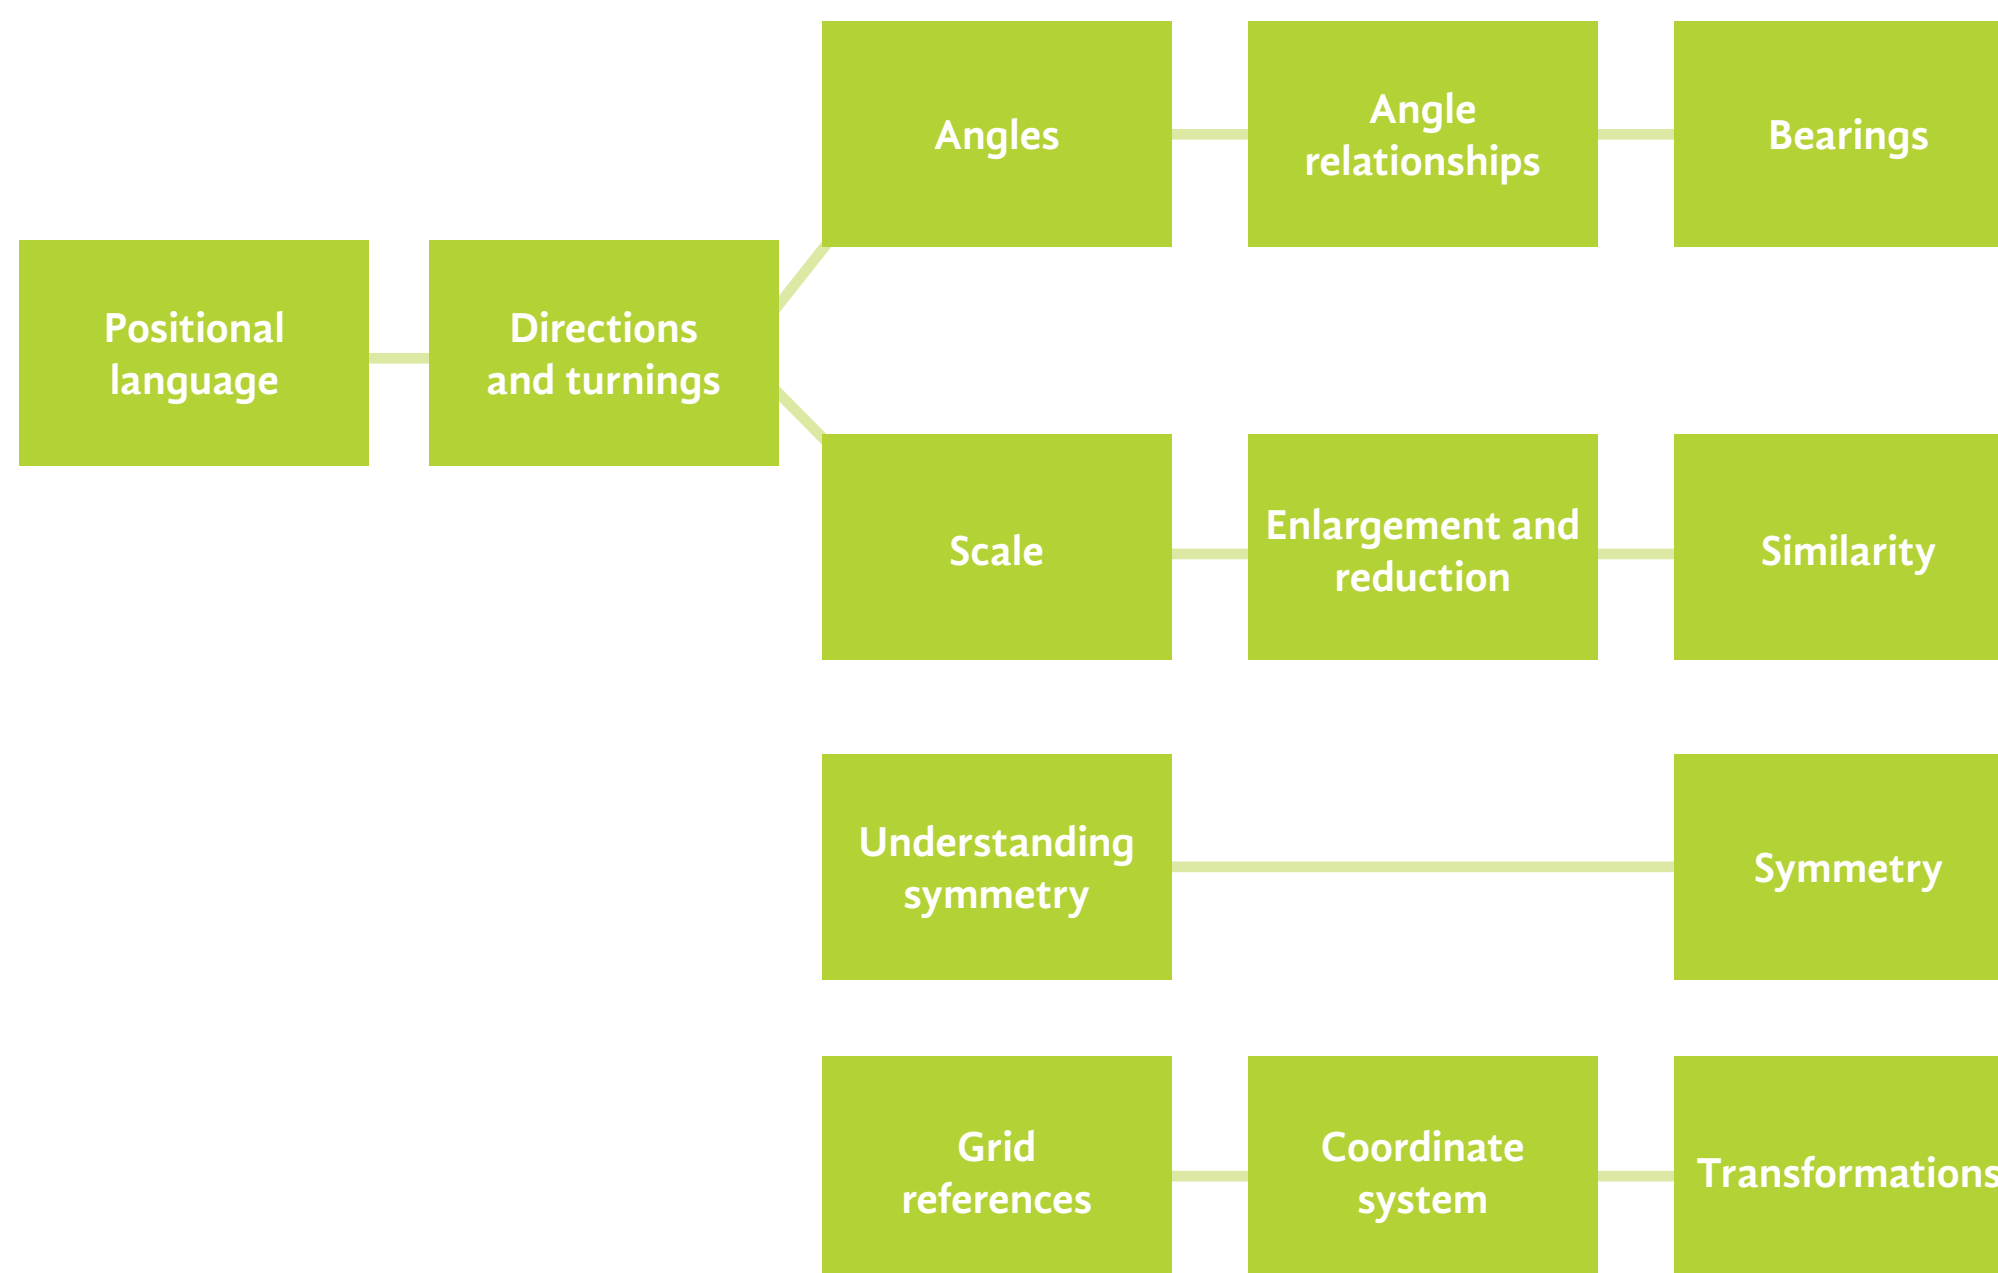 Positional
language
Directions
and turnings
Angles
Angle
relationships
Bearings
Scale
Enlargement and
reduction
Similarity
Understanding
symmetry
Symmetry
Grid
references
Coordinate
system
Transformations